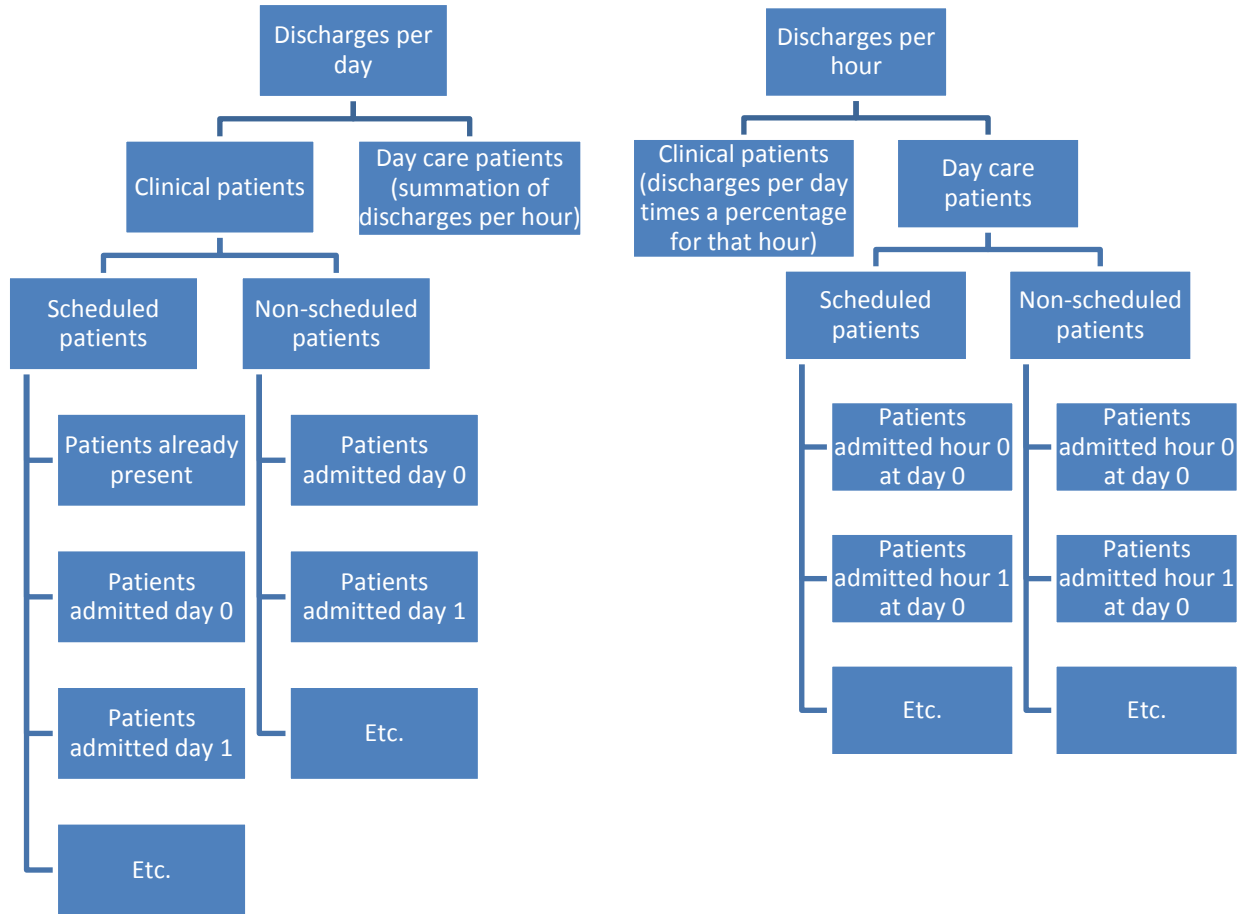 Discharges per
day
Clinical patients
Day care patients
(summation of
discharges per hour)
Scheduled
patients
Non-scheduled
patients
Patients already
present
Patients
admitted day 0
Patients
admitted day 1
Etc.
Patients
admitted day 0
Patients
admitted day 1
Etc.
Discharges per
hour
Clinical patients
(discharges per day
times a percentage
for that hour)
Day care
patients
Scheduled
patients
Non-scheduled
patients
Patients
admitted hour 0
at day 0
Patients
admitted hour 1
at day 0
Etc.
Patients
admitted hour 0
at day 0
Patients
admitted hour 1
at day 0
Etc.